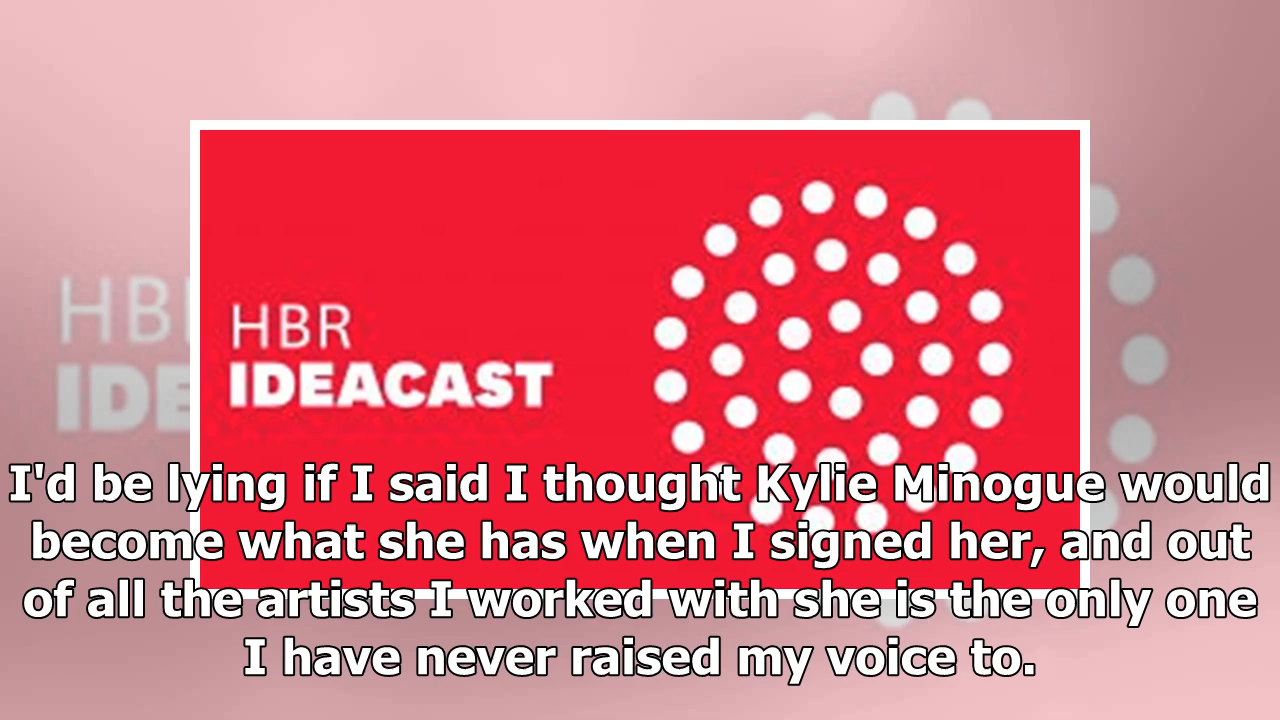 HBR
IDEACAST
HBR
IDE
I'd be lying if I said I thought Kylie Minogue would
become what she has when I signed her, and out
of all the artists I worked with she is the only one
I have never raised my voice to.